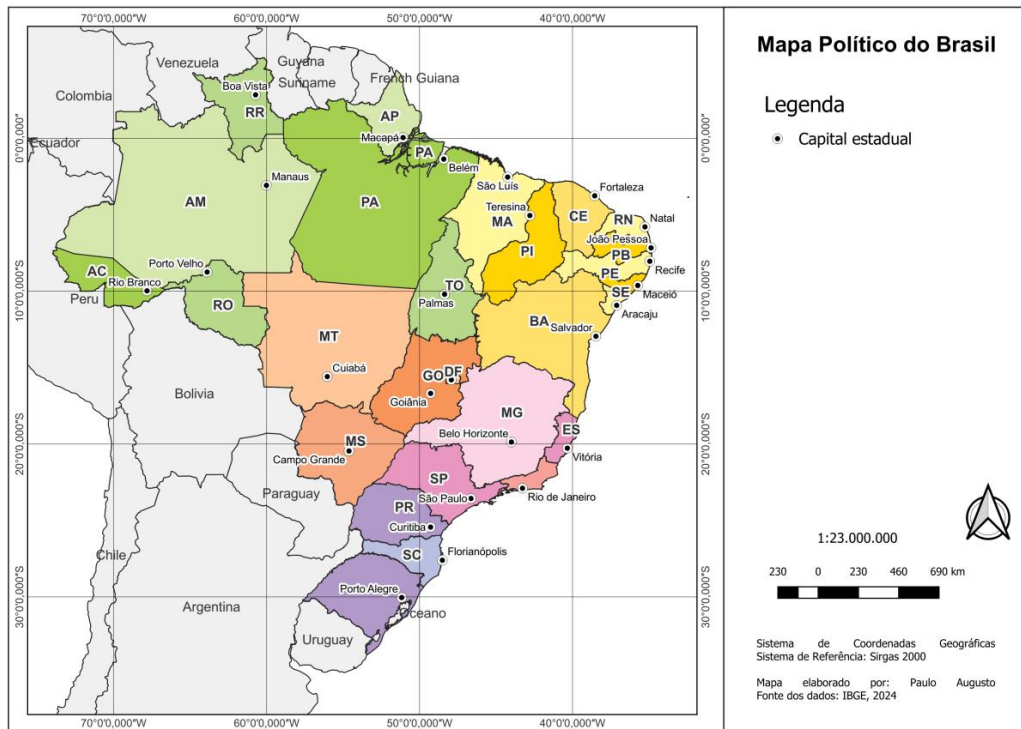 70°0'0,000"W 60°0'0,000"W 50°0'0,000"W 40°0'0,000"W
Mapa Político do Brasil
Legenda
Capital estadual
Venezuela
Guyana
Suriname
French Guiana
Colombia
Boa Vista
RR
AP
Ecuador
Macapá
0°0'0,000"
0°0'0,000"
PA
Belém
Manaus
São Luís
Fortaleza
AM
PA
Teresina
MA
CE
RN
Natal
João Pessoa
PI
PB
Recife
AC
Porto Velho
PE
Rio Branco
Peru
RO
TO
Palmas
SE
Maceió
Aracaju
10°0'0,000"S
10°0'0,000"S
BA
Salvador
MT
Cuiabá
GO
DF
Goiânia
Bolivia
MG
Belo Horizonte
ES
Vitória
MS
Campo Grande
20°0'0,000"S
20°0'0,000"S
SP
São Paulo
Rio de Janeiro
Paraguay
PR
Curitiba
SC
Florianópolis
Chile
Porto Alegre
Oceano
Argentina
Uruguay
30°0'0,000"S
30°0'0,000"S
1:23.000.000
230 0 230 460 690 km
Sistema de Coordenadas Geográficas
Sistema de Referência: Sirgas 2000
Mapa elaborado por: Paulo Augusto
Fonte dos dados: IBGE, 2024
70°0'0,000"W 60°0'0,000"W 50°0'0,000"W 40°0'0,000"W